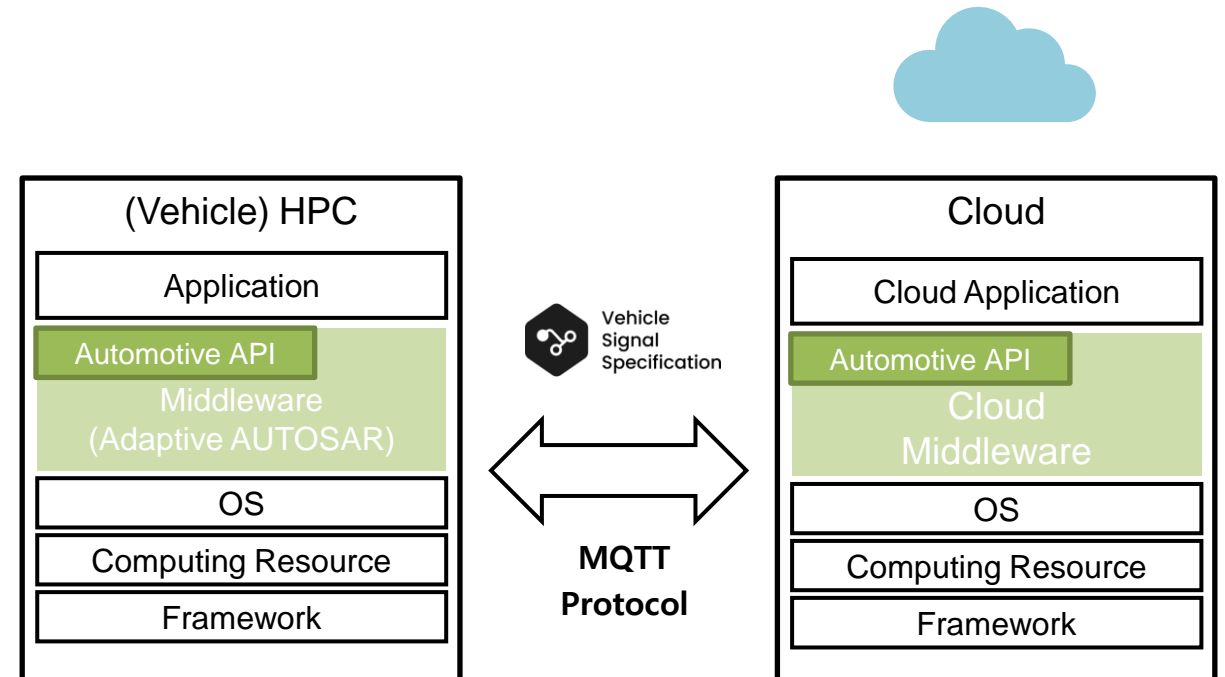 (Vehicle) HPC
Application
Automotive API
Middleware
(Adaptive AUTOSAR)
OS
Computing Resource
Framework
Vehicle
Signal
Specification
MQTT
Protocol
Cloud
Cloud Application
Automotive API
Cloud
Middleware
OS
Computing Resource
Framework